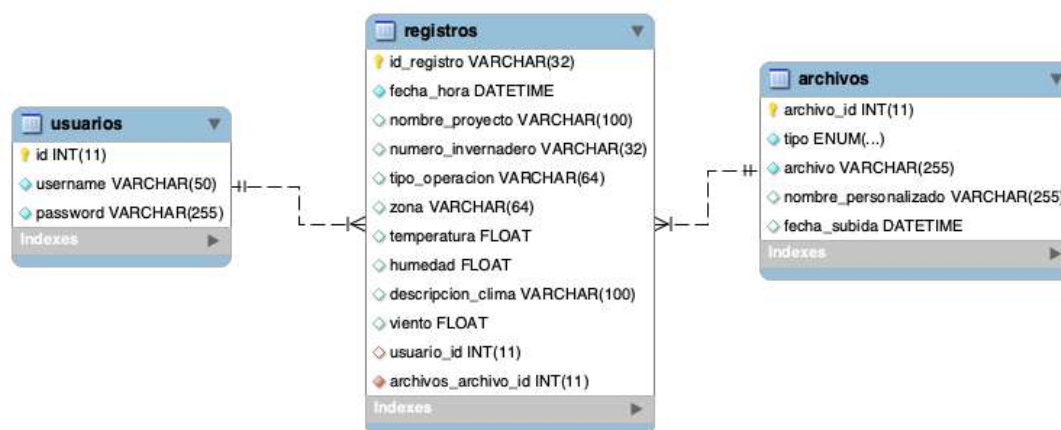 usuarios
id INT(11)
username VARCHAR(50)
password VARCHAR(255)
Indexes
registros
id_registro VARCHAR(32)
fecha_hora DATETIME
nombre_proyecto VARCHAR(100)
numero_invernadero VARCHAR(32)
tipo_operacion VARCHAR(64)
zona VARCHAR(64)
temperatura FLOAT
humedad FLOAT
descripcion_clima VARCHAR(100)
viento FLOAT
usuario_id INT(11)
archivos_archivo_id INT(11)
Indexes
archivos
archivo_id INT(11)
tipo ENUM(...)
archivo VARCHAR(255)
nombre_personalizado VARCHAR(255)
fecha_subida DATETIME
Indexes